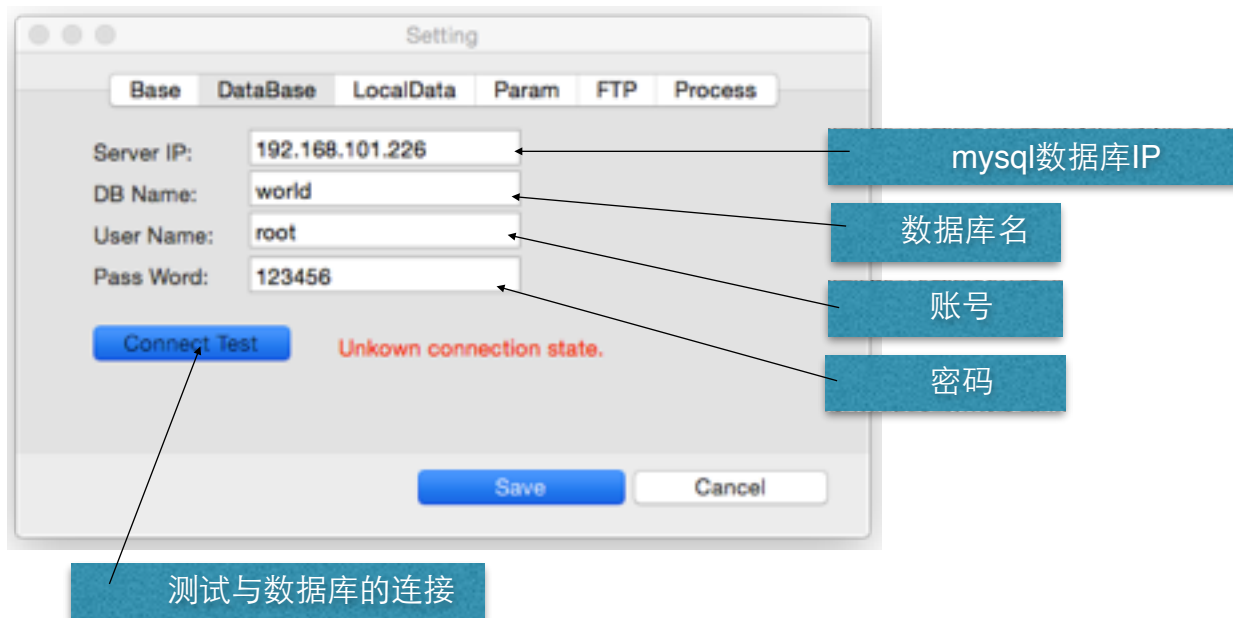 Setting
Base DataBase LocalData Param FTP Process
Server IP: 192.168.101.226
mysql数据库IP
DB Name: world
数据库名
User Name: root
账号
Pass Word: 123456
密码
Connect Test Unkown connection state.
Save Cancel
测试与数据库的连接